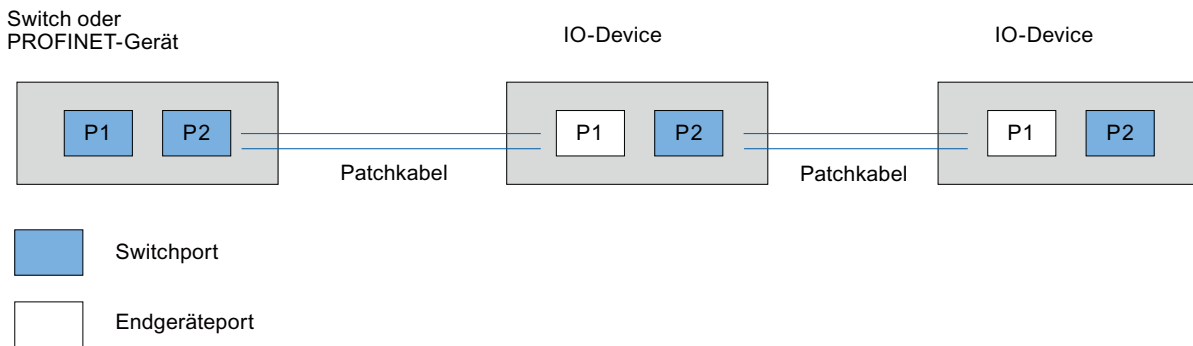 Switch oder
PROFINET-Gerät
IO-Device
IO-Device
P1
P2
P1
P2
P1
P2
Patchkabel
Patchkabel
Switchport
Endgeräteport